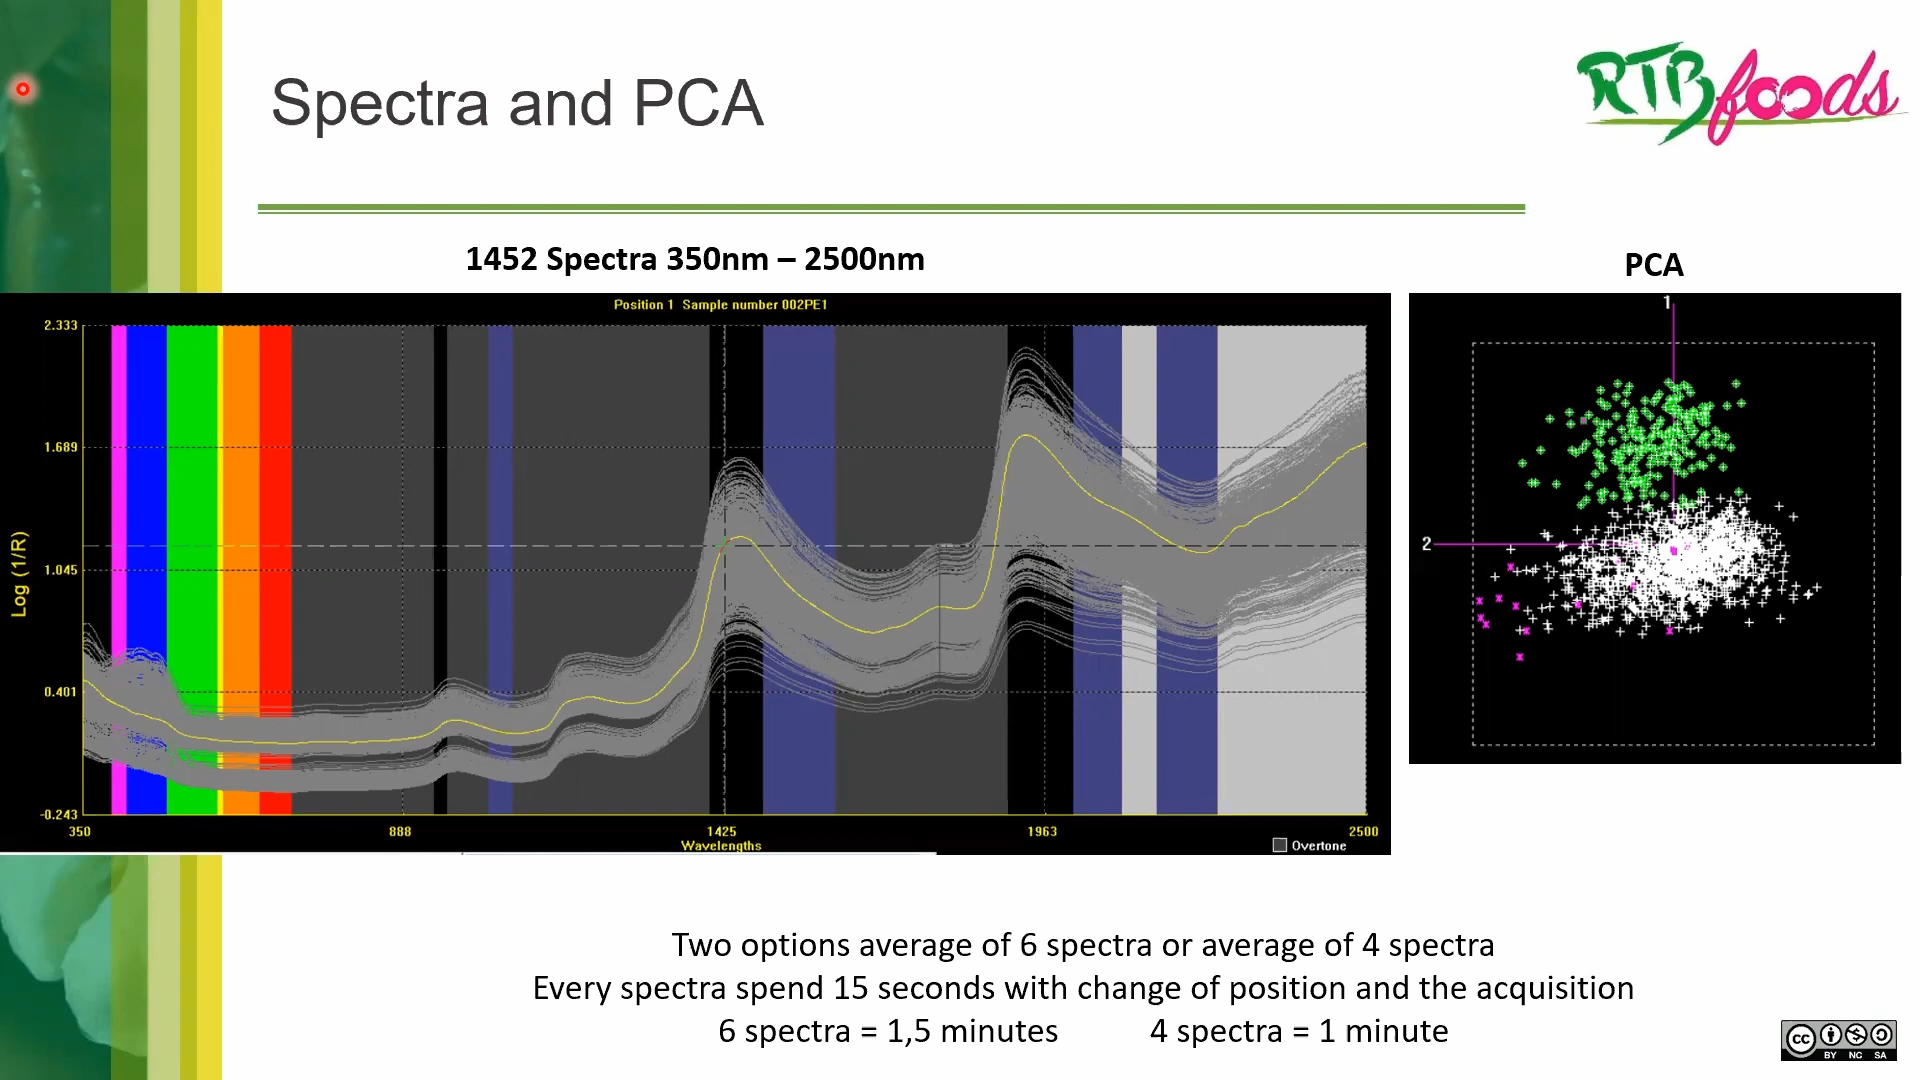 Spectra and PCA
RTBfoods
1452 Spectra 350nm – 2500nm
PCA
Position 1 Sample number 002PE1
2.333
1.689
1.045
0.401
-0.243
Log (1/R)
350
888
1425
1963
2500
Wavelengths
Overtone
1
2
Two options average of 6 spectra or average of 4 spectra
Every spectra spend 15 seconds with change of position and the acquisition
6 spectra = 1,5 minutes 4 spectra = 1 minute
cc
BY NC SA